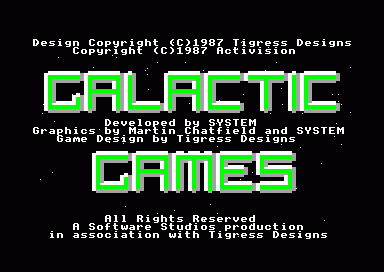 Design Copyright (C)1987 Tigress Designs
Copyright (C)1987 Activision
GALACTIC
Developed by SYSTEM
Graphics by Martin Chatfield and SYSTEM
Game Design by Tigress Designs
GAMES
All Rights Reserved
A Software Studios production
in association with Tigress Designs